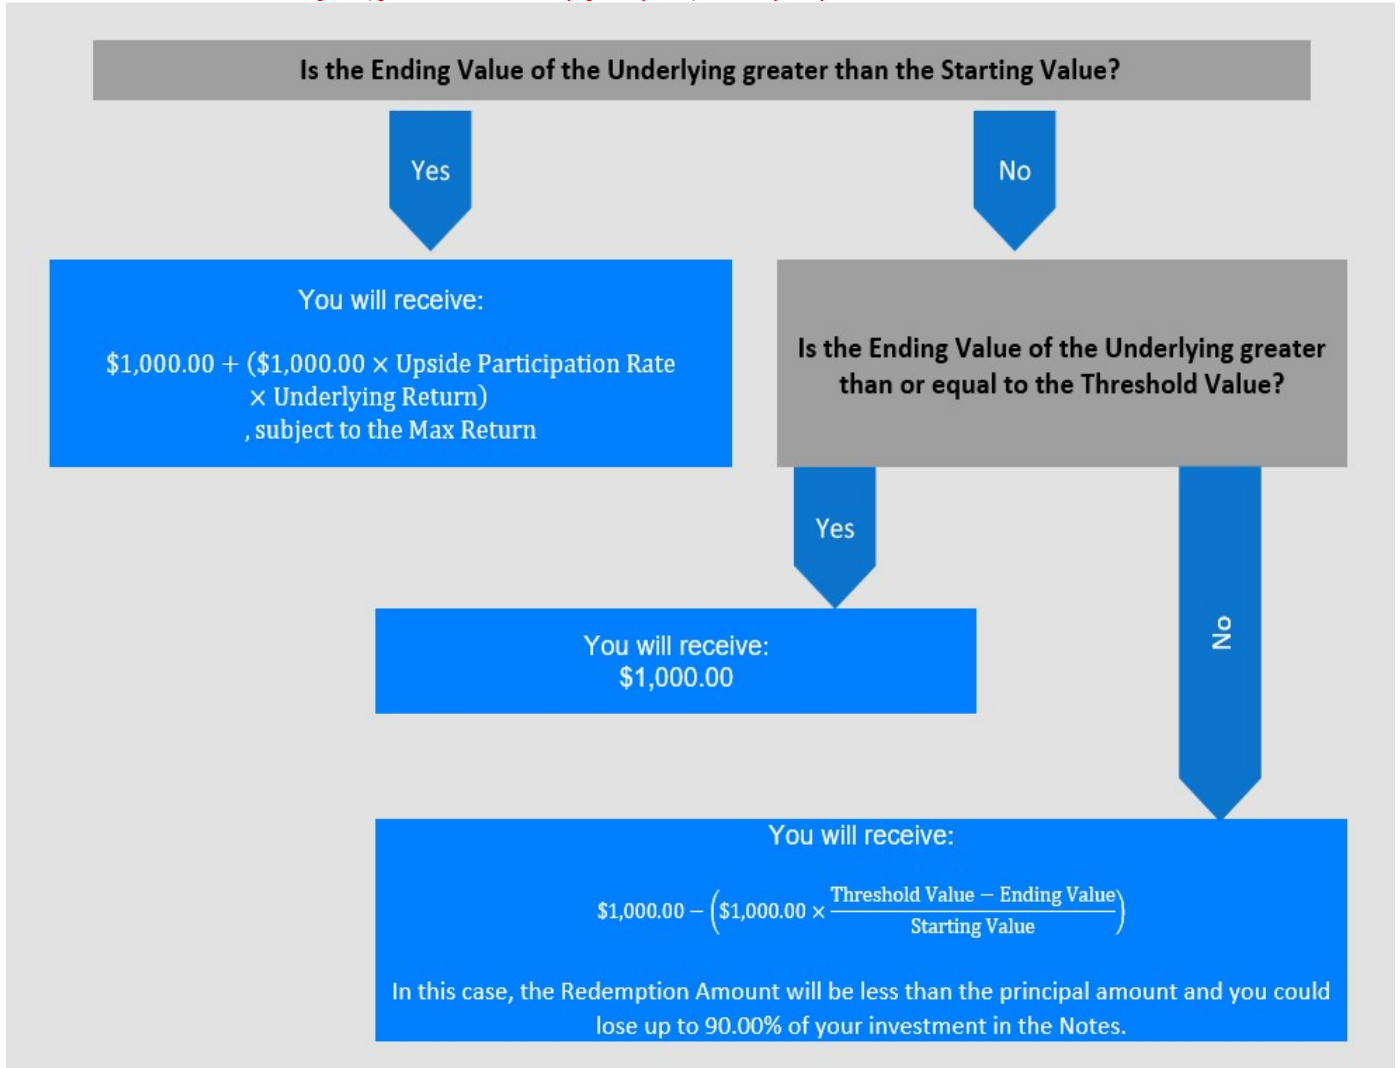 Is the Ending Value of the Underlying greater than the Starting Value?
Yes
No
You will receive:
$1,000.00 + ($1,000.00 × Upside Participation Rate
× Underlying Return)
, subject to the Max Return
Is the Ending Value of the Underlying greater
than or equal to the Threshold Value?
Yes
No
You will receive:
$1,000.00
You will receive:
$1,000.00 − ($1,000.00 × Threshold Value − Ending Value / Starting Value)
In this case, the Redemption Amount will be less than the principal amount and you could
lose up to 90.00% of your investment in the Notes.